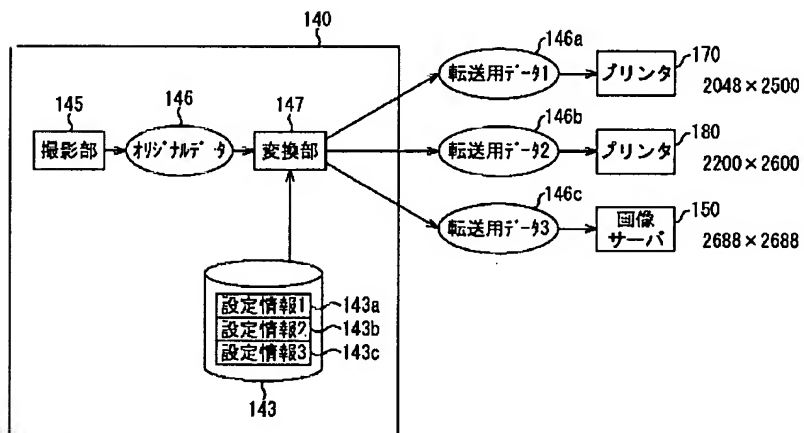 140
145
撮影部
146
オリジナルデータ
147
変換部
146a
転送用データ1
170
プリンタ
2048×2500
146b
転送用データ2
180
プリンタ
2200×2600
146c
転送用データ3
150
画像
サーバ
2688×2688
設定情報1
143a
設定情報2
143b
設定情報3
143c
143